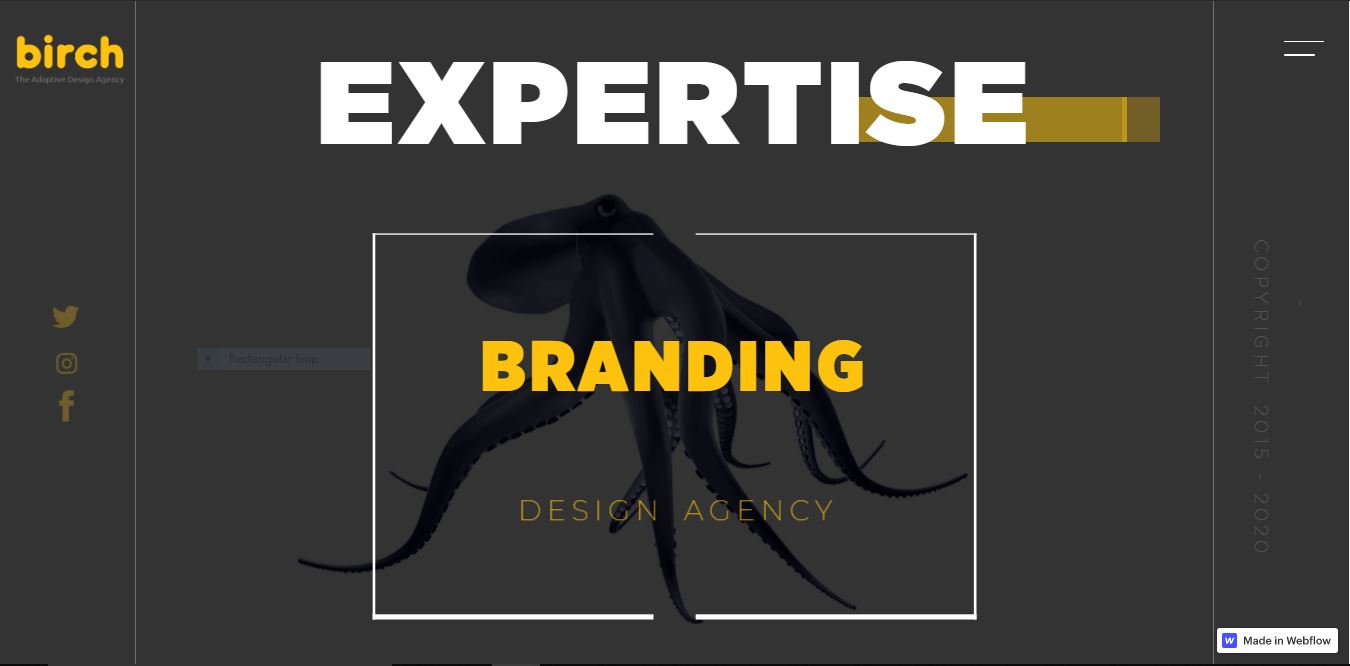 birch
The Adaptive Design Agency
EXPERTISE
Rectangular Snip
BRANDING
DESIGN AGENCY
COPYRIGHT 2015 - 2020
Made in Webflow